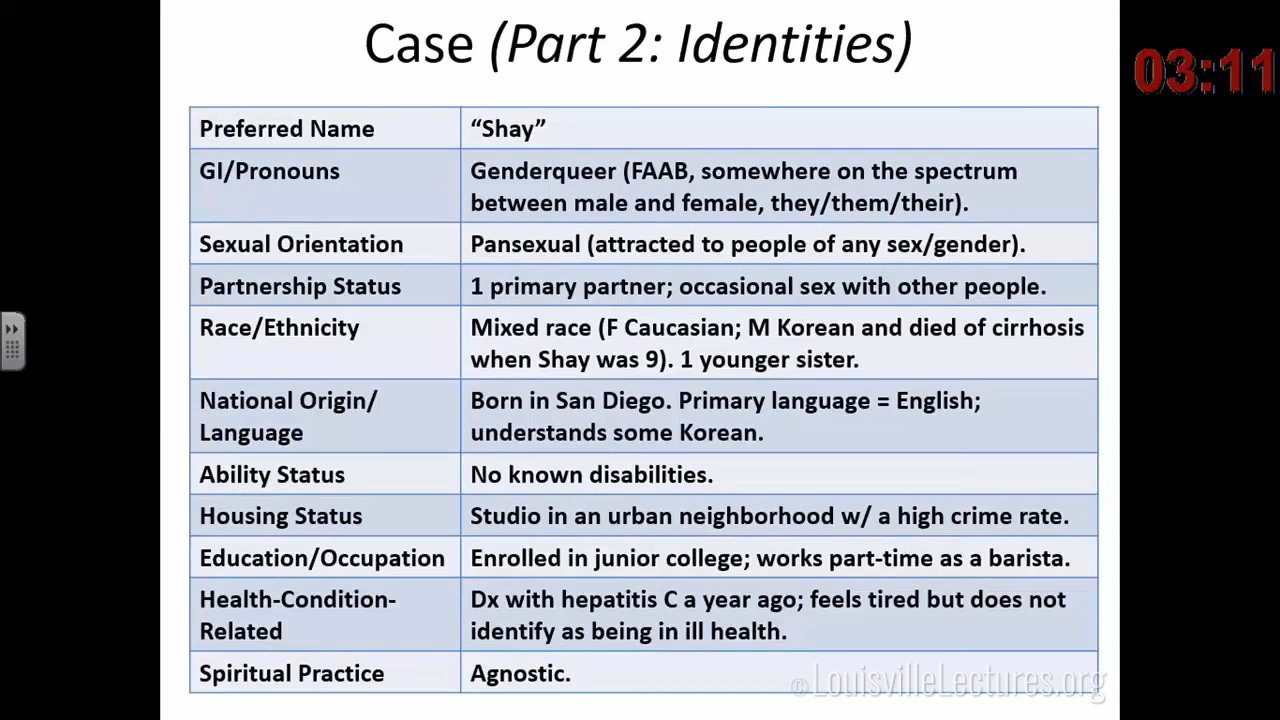 Case (Part 2: Identities)
03:11
Preferred Name
“Shay”
GI/Pronouns
Genderqueer (FAAB, somewhere on the spectrum
between male and female, they/them/their).
Sexual Orientation
Pansexual (attracted to people of any sex/gender).
Partnership Status
1 primary partner; occasional sex with other people.
Race/Ethnicity
Mixed race (F Caucasian; M Korean and died of cirrhosis
when Shay was 9). 1 younger sister.
National Origin/
Language
Born in San Diego. Primary language = English;
understands some Korean.
Ability Status
No known disabilities.
Housing Status
Studio in an urban neighborhood w/ a high crime rate.
Education/Occupation
Enrolled in junior college; works part-time as a barista.
Health-Condition-
Related
Dx with hepatitis C a year ago; feels tired but does not
identify as being in ill health.
Spiritual Practice
Agnostic.
©LouisvilleLectures.org